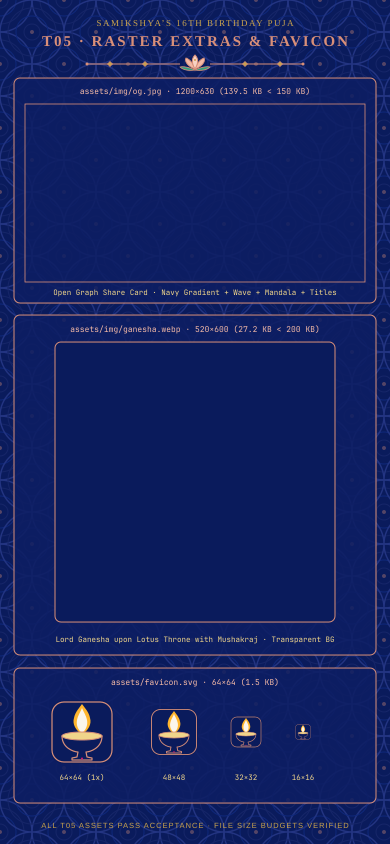 SAMIKSHYA'S 16TH BIRTHDAY PUJA
T05 · RASTER EXTRAS & FAVICON
assets/img/og.jpg · 1200×630 (139.5 KB < 150 KB)
Open Graph Share Card · Navy Gradient + Wave + Mandala + Titles
assets/img/ganesha.webp · 520×600 (27.2 KB < 200 KB)
Lord Ganesha upon Lotus Throne with Mushakraj · Transparent BG
assets/favicon.svg · 64×64 (1.5 KB)
64×64 (1x)
48×48
32×32
16×16
ALL T05 ASSETS PASS ACCEPTANCE · FILE SIZE BUDGETS VERIFIED